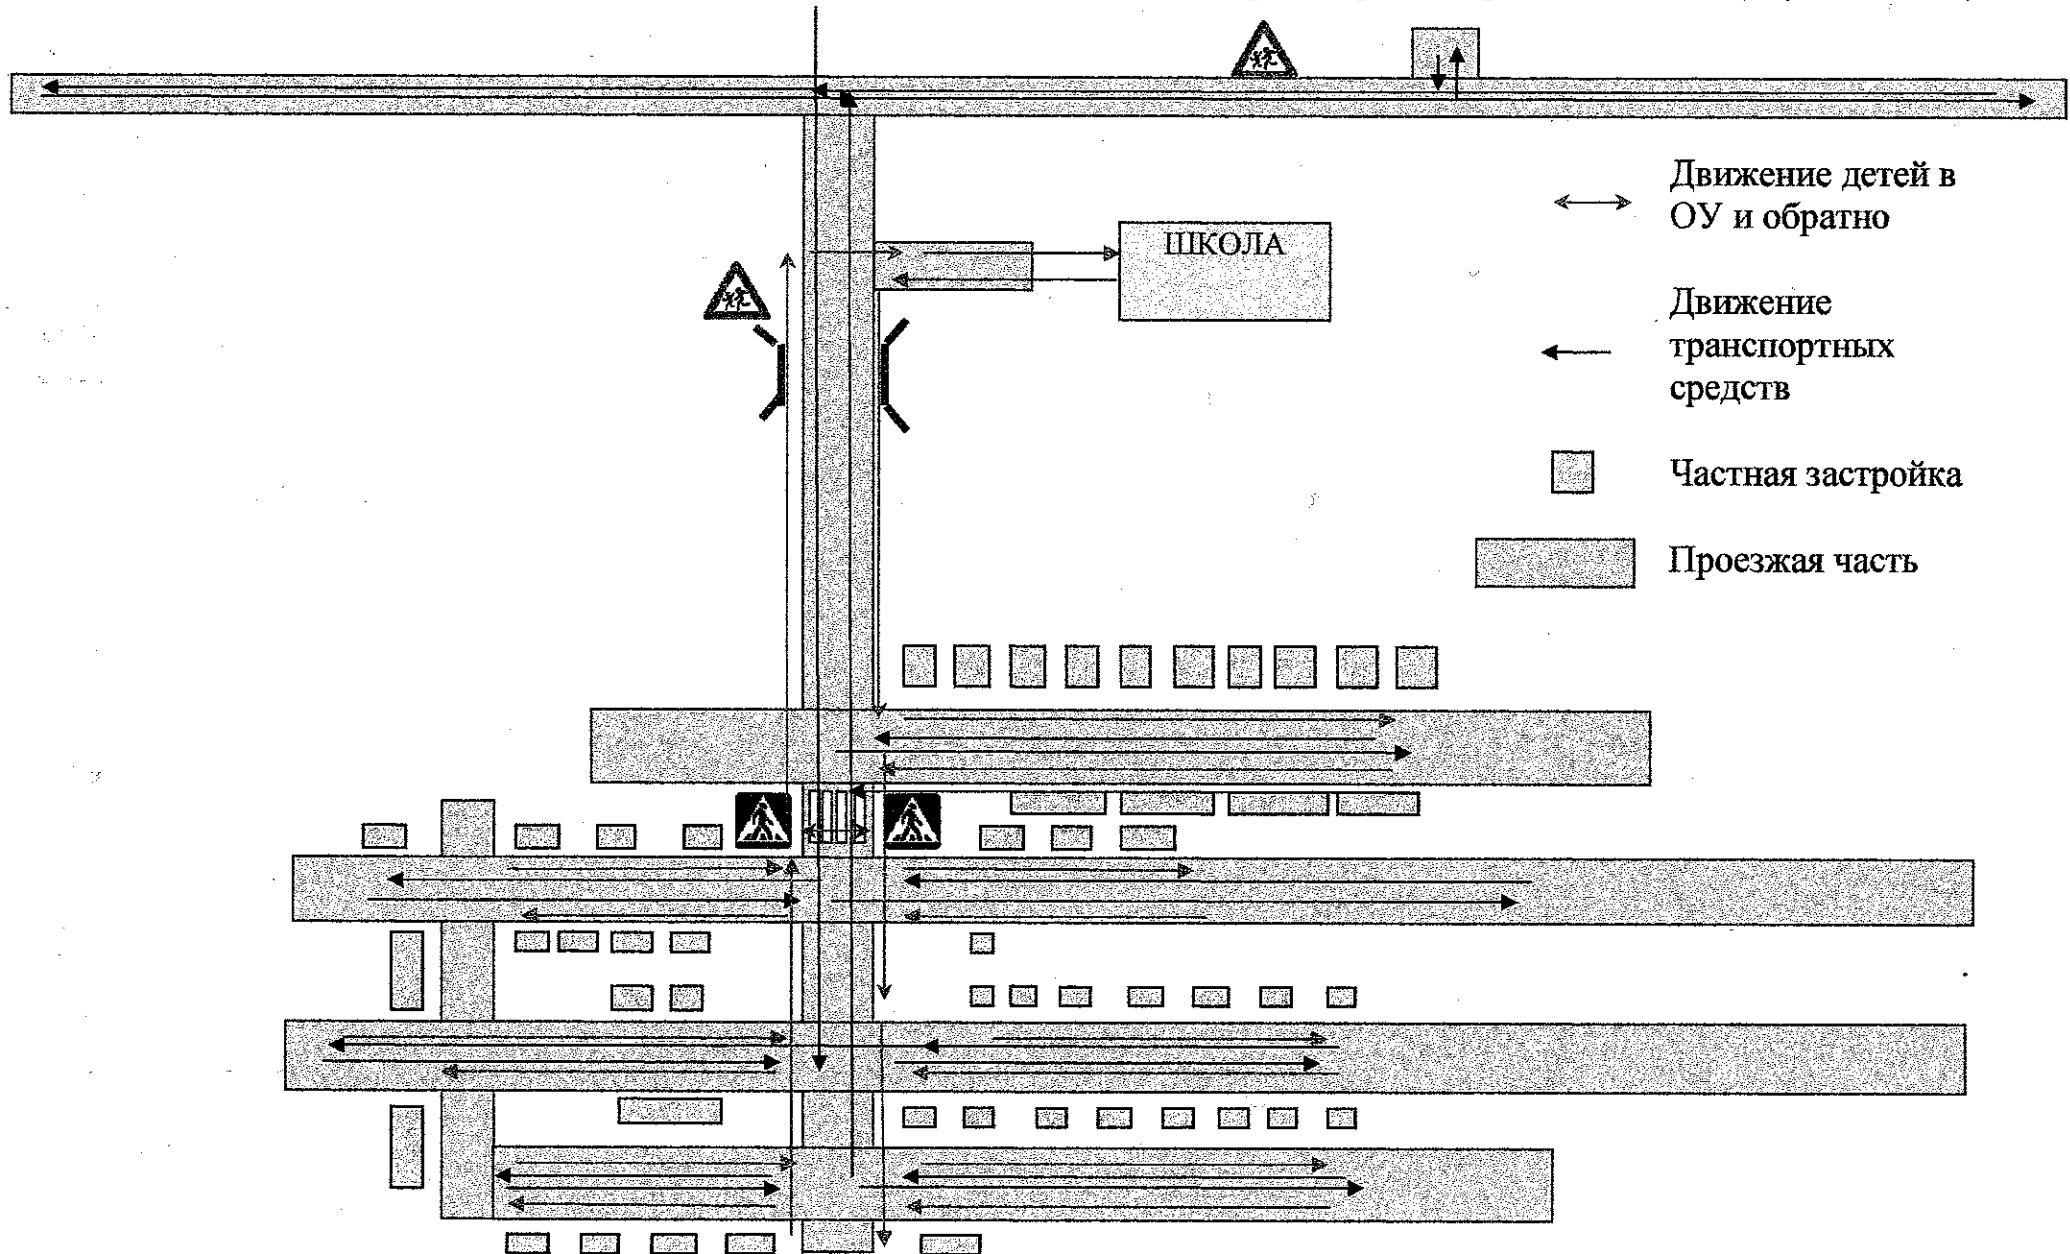 Движение детей в
ОУ и обратно
ШКОЛА
Движение
транспортных
средств
Частная застройка
Проезжая часть